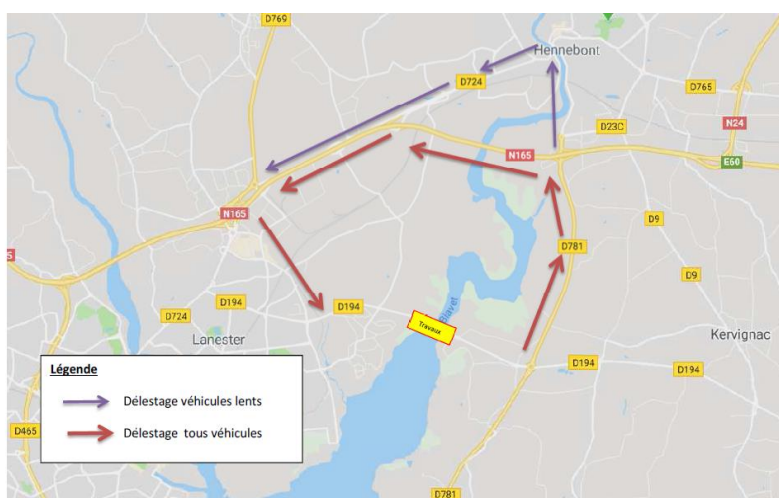 D769
Hennebont
D724
D765
D23C
N24
N165
E60
N165
D9
D781
D9
D194
D194
Blavet
Travaux
D724
Lanester
Kervignac
D194
D194
Légende
Délestage véhicules lents
Délestage tous véhicules
D465
D781